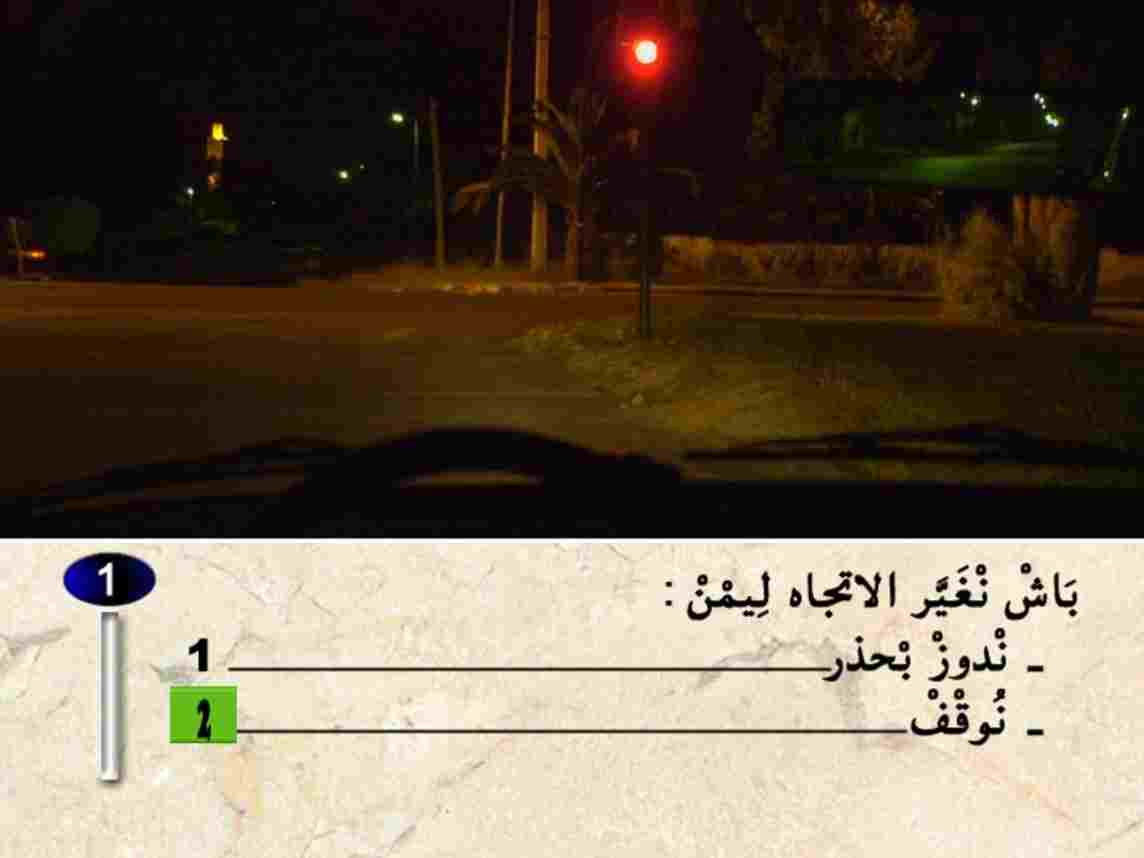 1
بَاشْ نْغَيَّر الاتجاه لِيمْنْ :
ـ نْدوزْ بْحذر 1
ـ نُوقْفْ 2